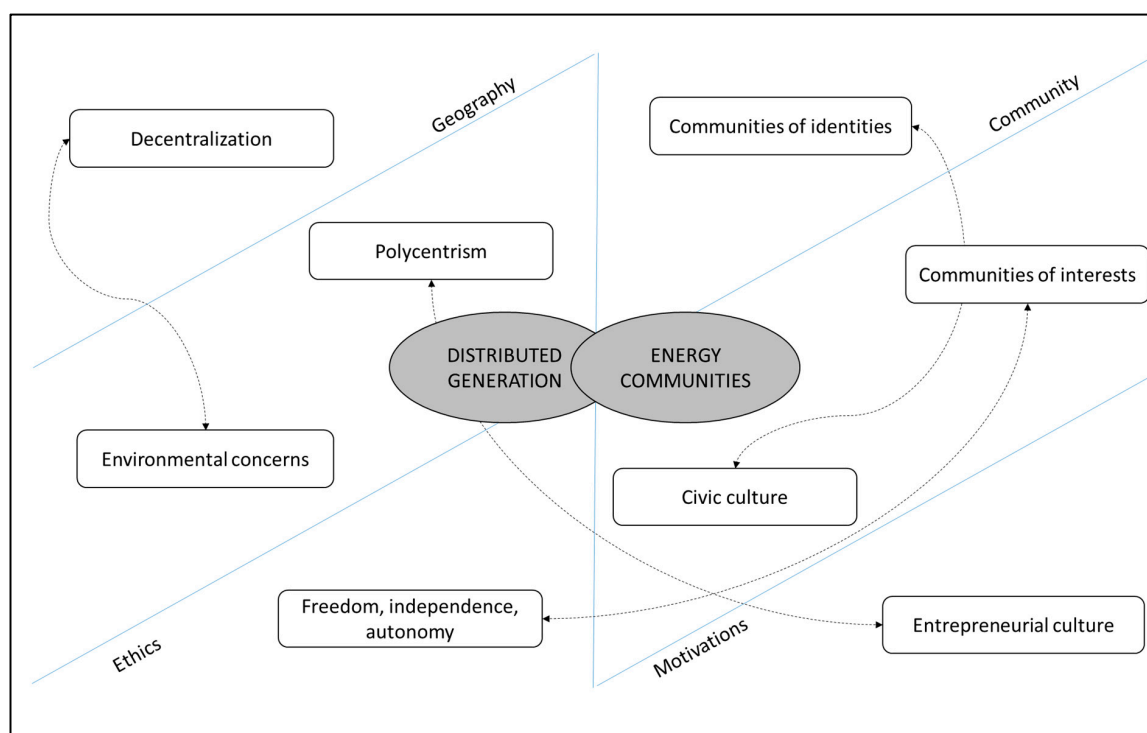 Geography
Community
Decentralization
Communities of identities
Polycentrism
Communities of interests
DISTRIBUTED
GENERATION
ENERGY
COMMUNITIES
Environmental concerns
Civic culture
Freedom, independence,
autonomy
Entrepreneurial culture
Ethics
Motivations